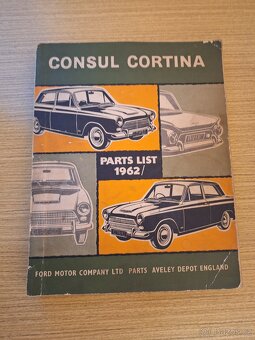 CONSUL CORTINA
PARTS LIST
1962/
FORD MOTOR COMPANY LTD PARTS AVELEY DEPOT ENGLAND